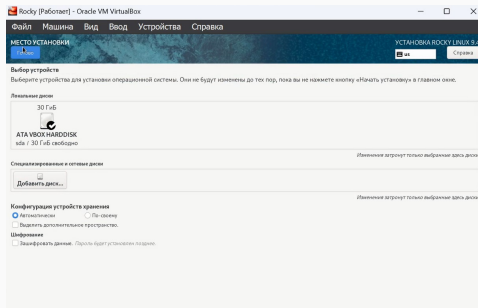 Rocky [Работает] - Oracle VM VirtualBox
Файл Машина Вид Ввод Устройства Справка
МЕСТО УСТАНОВКИ
УСТАНОВКА ROCKY LINUX 9.4
Готово
us
Справка
Выбор устройств
Выберите устройства для установки операционной системы. Они не будут изменены до тех пор, пока вы не нажмете кнопку «Начать установку» в главном окне.
Локальные диски
30 ГиБ
ATA VBOX HARDDISK
sda / 30 ГиБ свободно
Изменения затронут только выбранные здесь диски
Специализированные и сетевые диски
Добавить диск...
Изменения затронут только выбранные здесь диски
Конфигурация устройств хранения
Автоматически
По-своему
Выделить дополнительное пространство.
Шифрование
Зашифровать данные. Пароль будет установлен позднее.